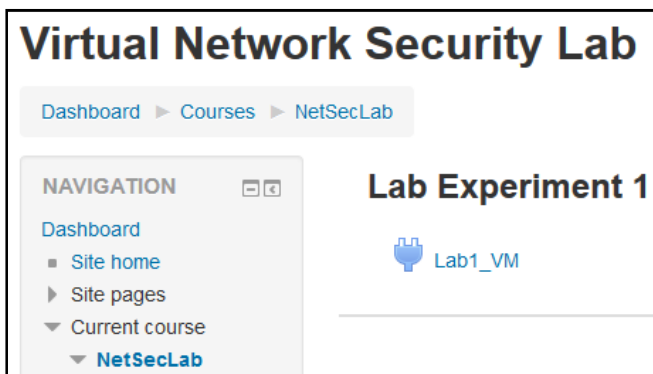 Virtual Network Security Lab
Dashboard ► Courses ► NetSecLab
NAVIGATION
Dashboard
Site home
Site pages
Current course
NetSecLab
Lab Experiment 1
Lab1_VM